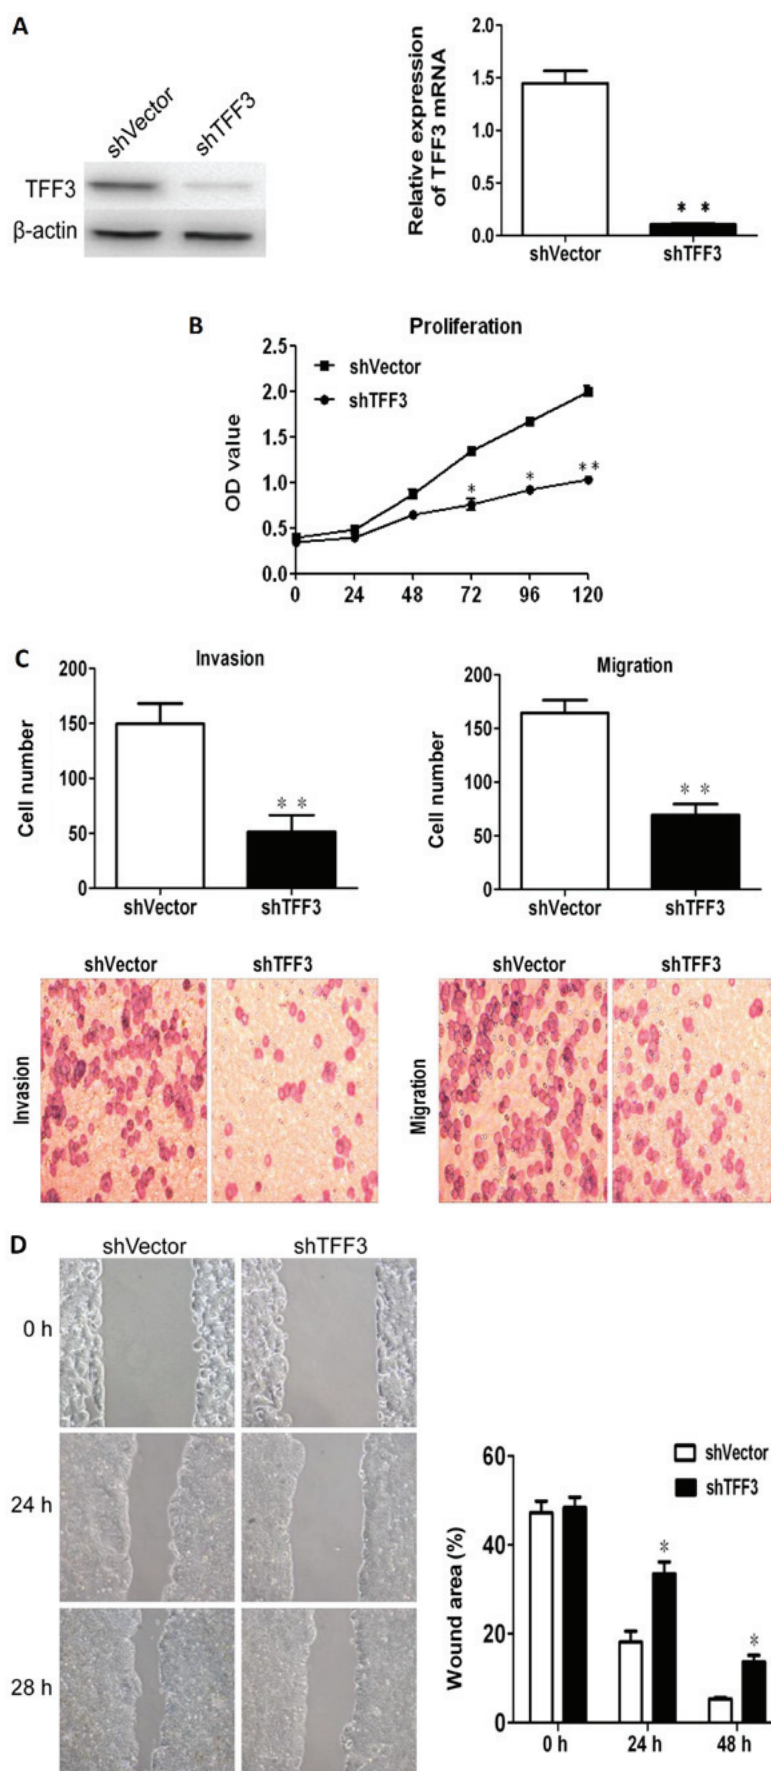 A
shVector
shTFF3
TFF3
β-actin
Relative expression
of TFF3 mRNA
2.0
1.5
1.0
0.5
0.0
* *
shVector
shTFF3
B
Proliferation
OD value
2.5
2.0
1.5
1.0
0.5
0.0
shVector
shTFF3
*
*
**
0
24
48
72
96
120
C
Invasion
Cell number
200
150
100
50
0
* *
shVector
shTFF3
Migration
Cell number
200
150
100
50
0
* *
shVector
shTFF3
shVector
shTFF3
Invasion
shVector
shTFF3
Migration
D
shVector
shTFF3
0 h
24 h
28 h
Wound area (%)
60
40
20
0
shVector
shTFF3
*
*
0 h
24 h
48 h